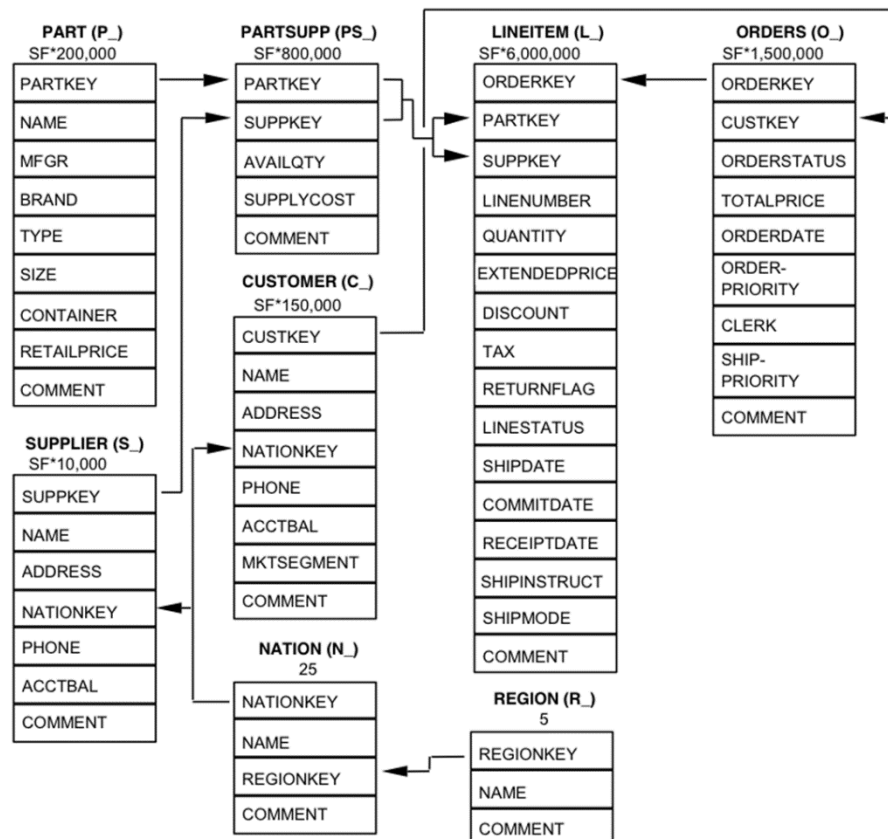 PART (P_)
SF*200,000
PARTKEY
NAME
MFGR
BRAND
TYPE
SIZE
CONTAINER
RETAILPRICE
COMMENT
SUPPLIER (S_)
SF*10,000
SUPPKEY
NAME
ADDRESS
NATIONKEY
PHONE
ACCTBAL
COMMENT
PARTSUPP (PS_)
SF*800,000
PARTKEY
SUPPKEY
AVAILQTY
SUPPLYCOST
COMMENT
CUSTOMER (C_)
SF*150,000
CUSTKEY
NAME
ADDRESS
NATIONKEY
PHONE
ACCTBAL
MKTSEGMENT
COMMENT
NATION (N_)
25
NATIONKEY
NAME
REGIONKEY
COMMENT
LINEITEM (L_)
SF*6,000,000
ORDERKEY
PARTKEY
SUPPKEY
LINENUMBER
QUANTITY
EXTENDEDPRICE
DISCOUNT
TAX
RETURNFLAG
LINESTATUS
SHIPDATE
COMMITDATE
RECEIPTDATE
SHIPINSTRUCT
SHIPMODE
COMMENT
REGION (R_)
5
REGIONKEY
NAME
COMMENT
ORDERS (O_)
SF*1,500,000
ORDERKEY
CUSTKEY
ORDERSTATUS
TOTALPRICE
ORDERDATE
ORDER-
PRIORITY
CLERK
SHIP-
PRIORITY
COMMENT